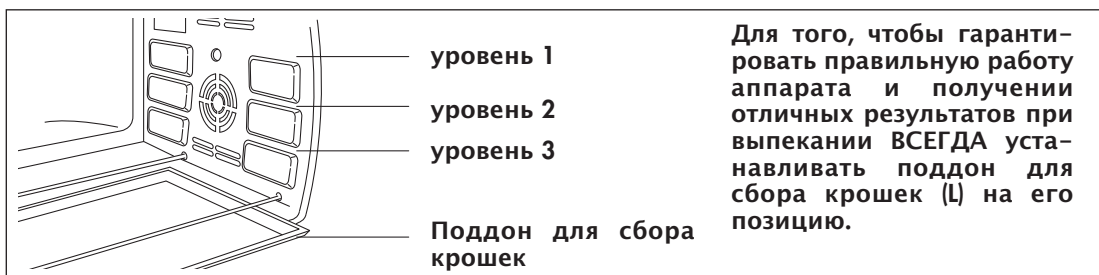 уровень 1
уровень 2
уровень 3
Поддон для сбора
крошек
Для того, чтобы гаранти-
ровать правильную работу
аппарата и получении
отличных результатов при
выпекании ВСЕГДА уста-
навливать поддон для
сбора крошек (L) на его
позицию.